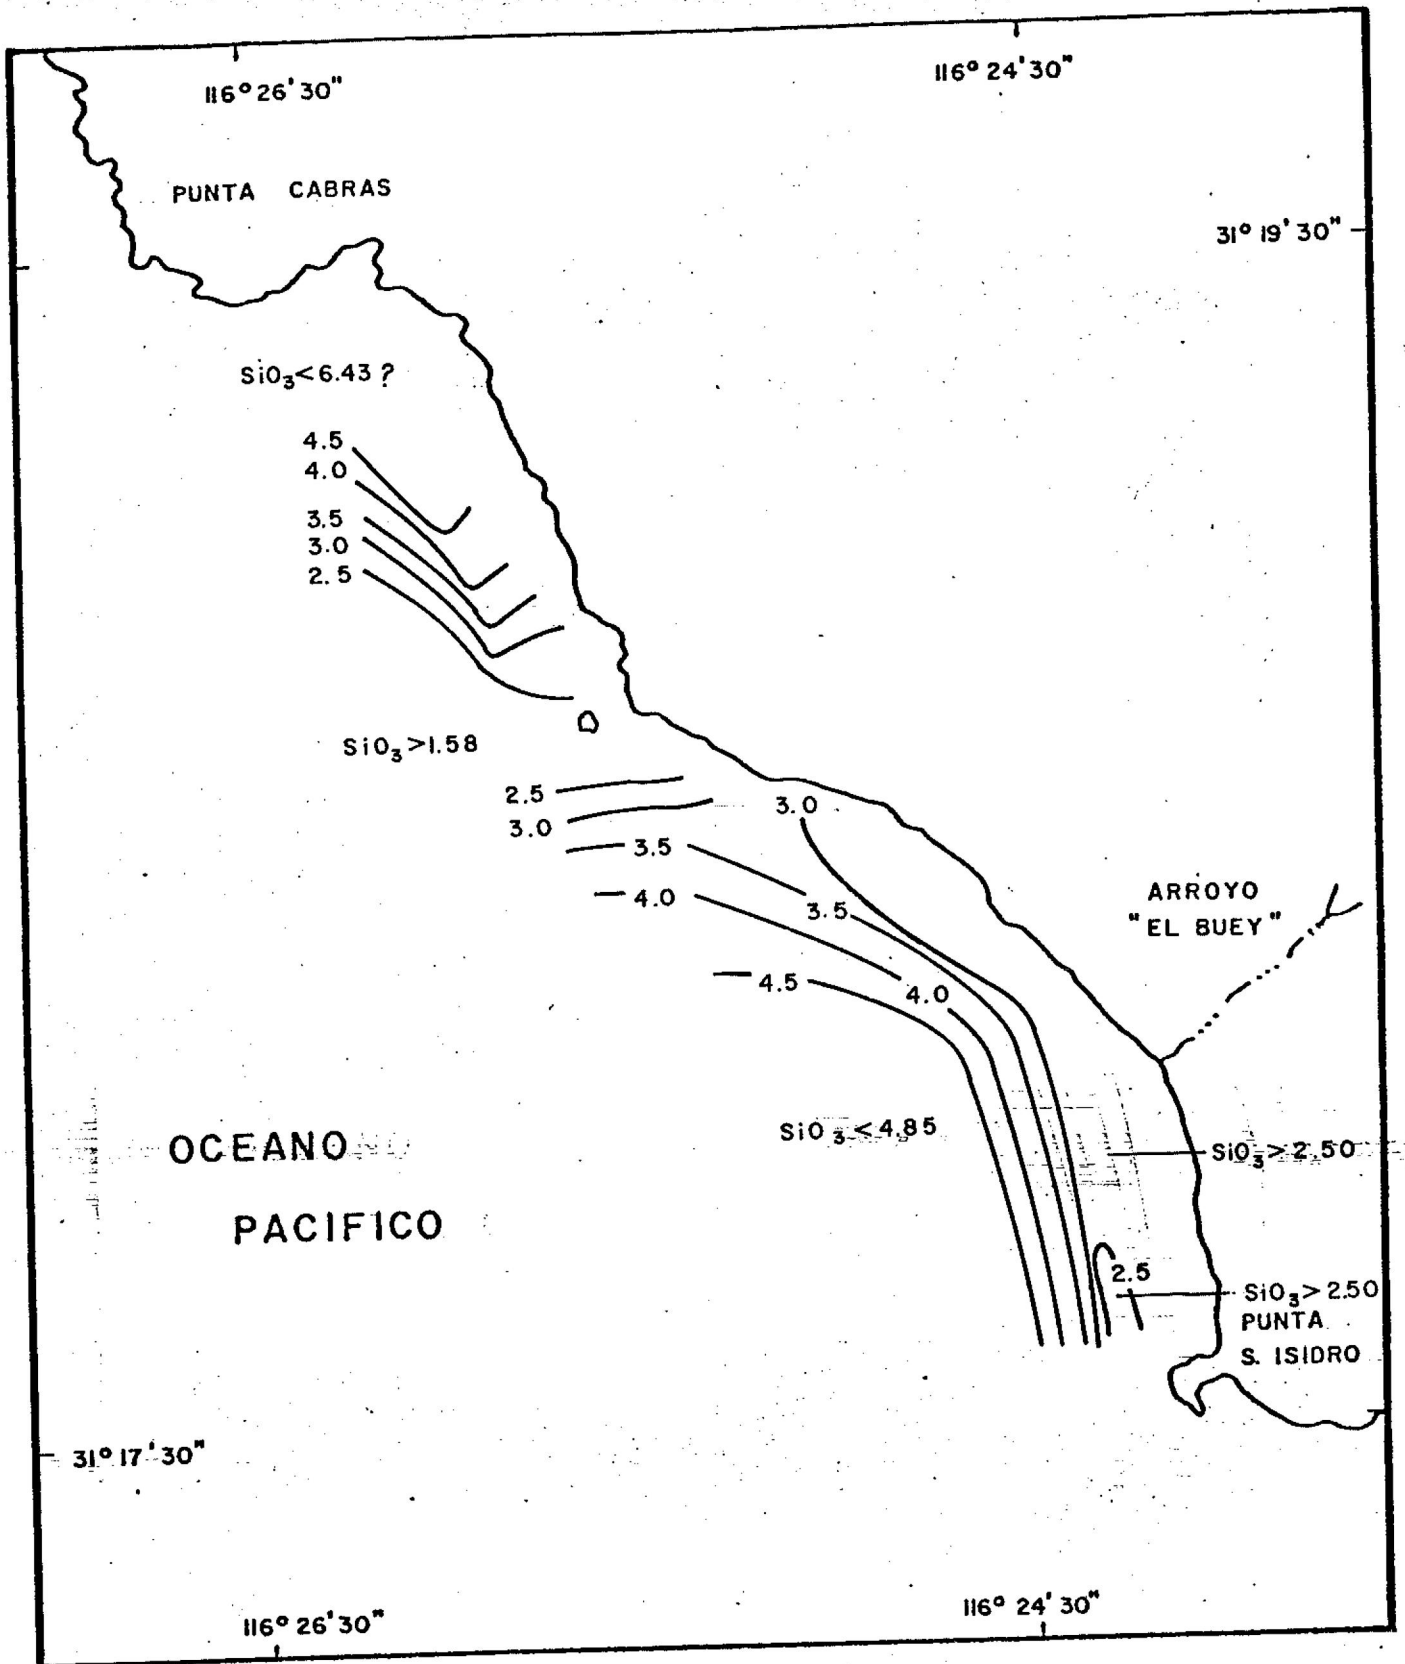 116° 26' 30"
116° 24' 30"
PUNTA CABRAS
31° 19' 30"
SiO₃<6.43 ?
4.5
4.0
3.5
3.0
2.5
SiO₃>1.58
2.5
3.0
3.0
3.5
4.0
3.5
ARROYO
"EL BUEY"
4.5
4.0
SiO₃<4.85
OCEANO
PACIFICO
SiO₃>2.50
2.5
SiO₃>2.50
PUNTA
S. ISIDRO
31° 17' 30"
116° 26' 30"
116° 24' 30"